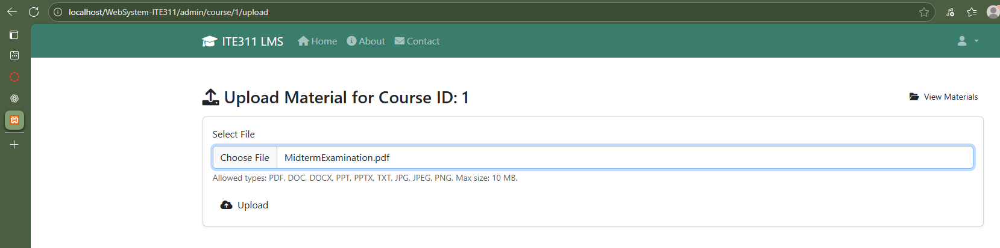 localhost/WebSystem-ITE311/admin/course/1/upload
ITE311 LMS Home About Contact
Upload Material for Course ID: 1
View Materials
Select File
Choose File MidtermExamination.pdf
Allowed types: PDF, DOC, DOCX, PPT, PPTX, TXT, JPG, JPEG, PNG. Max size: 10 MB.
Upload